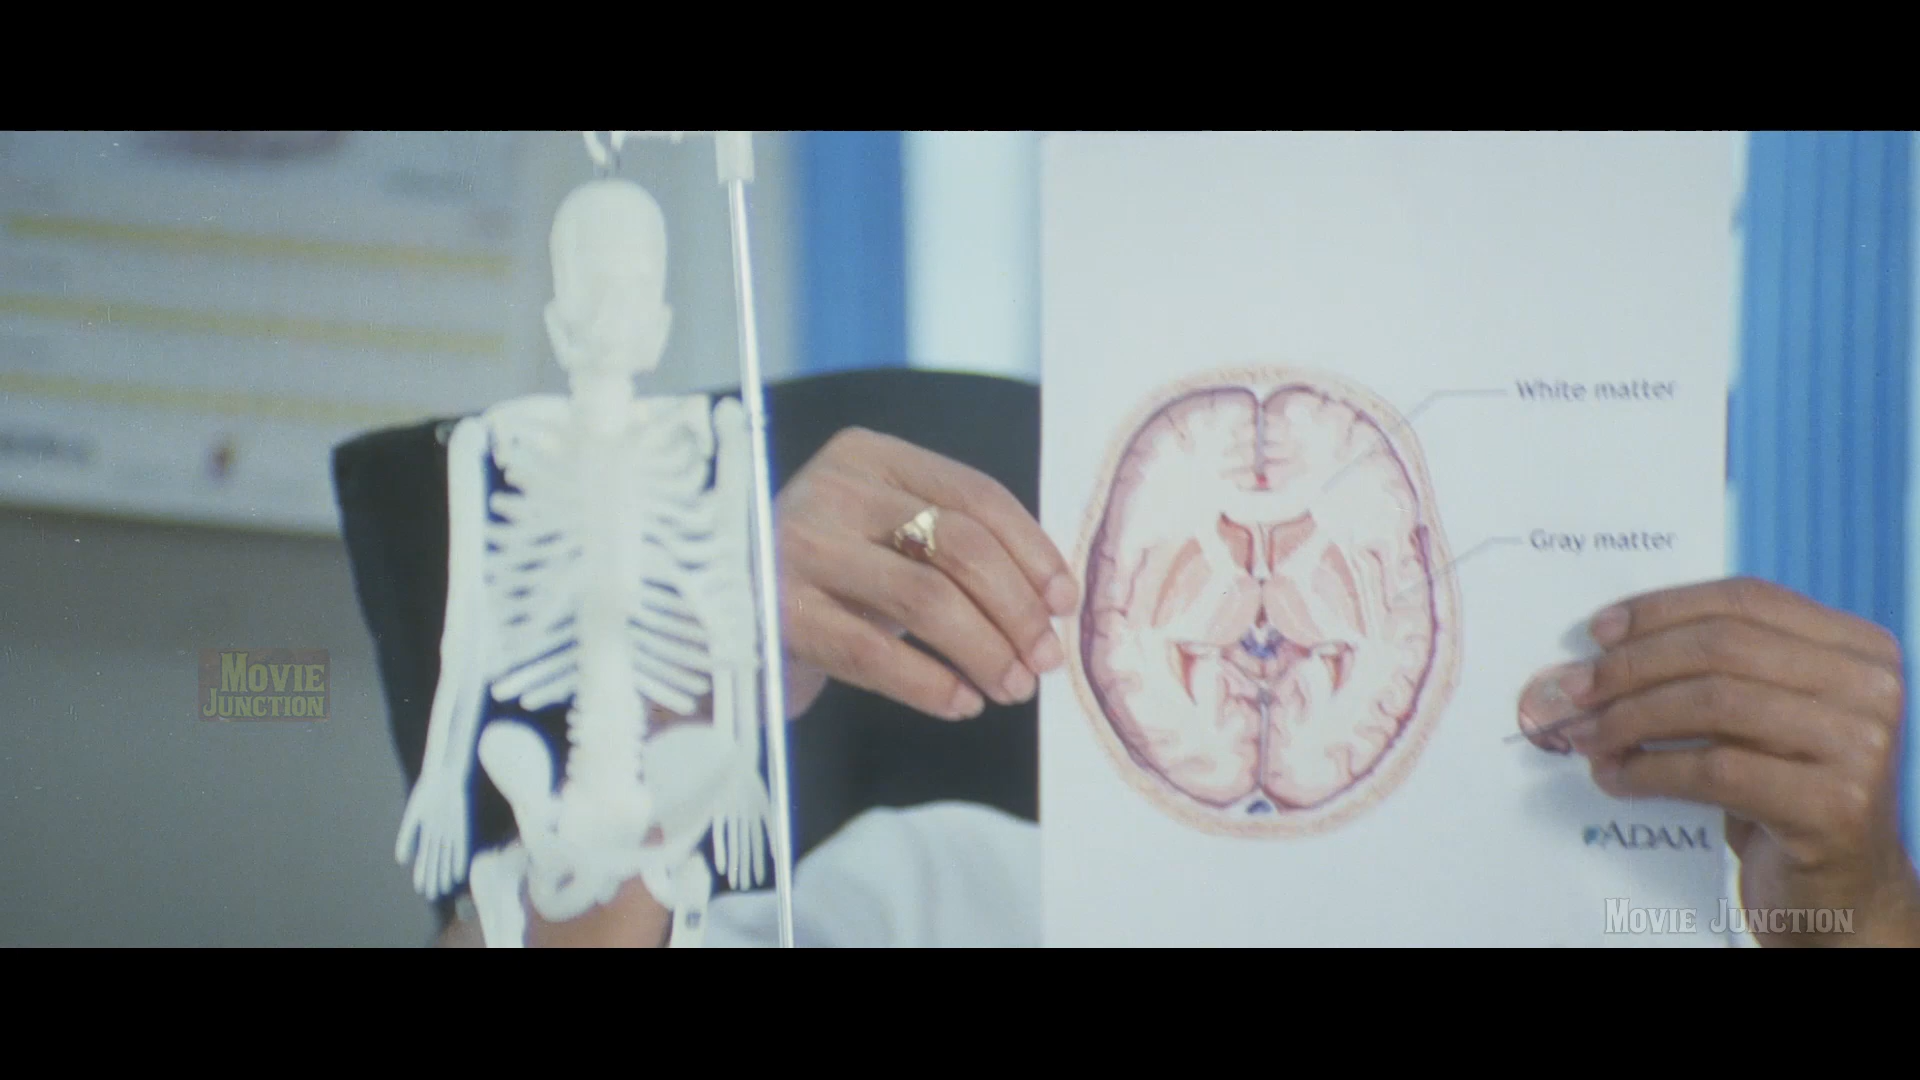 White matter
Gray matter
ADAM
MOVIE
JUNCTION
MOVIE JUNCTION